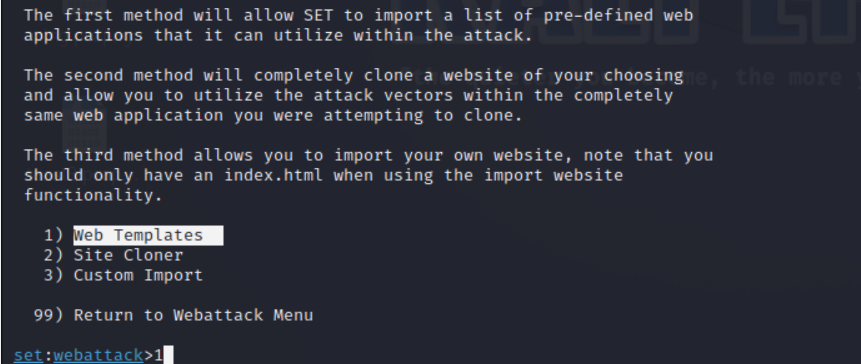 The first method will allow SET to import a list of pre-defined web
applications that it can utilize within the attack.
The second method will completely clone a website of your choosing
and allow you to utilize the attack vectors within the completely
same web application you were attempting to clone.
The third method allows you to import your own website, note that you
should only have an index.html when using the import website
functionality.
1) Web Templates
2) Site Cloner
3) Custom Import
99) Return to Webattack Menu
set:webattack>1